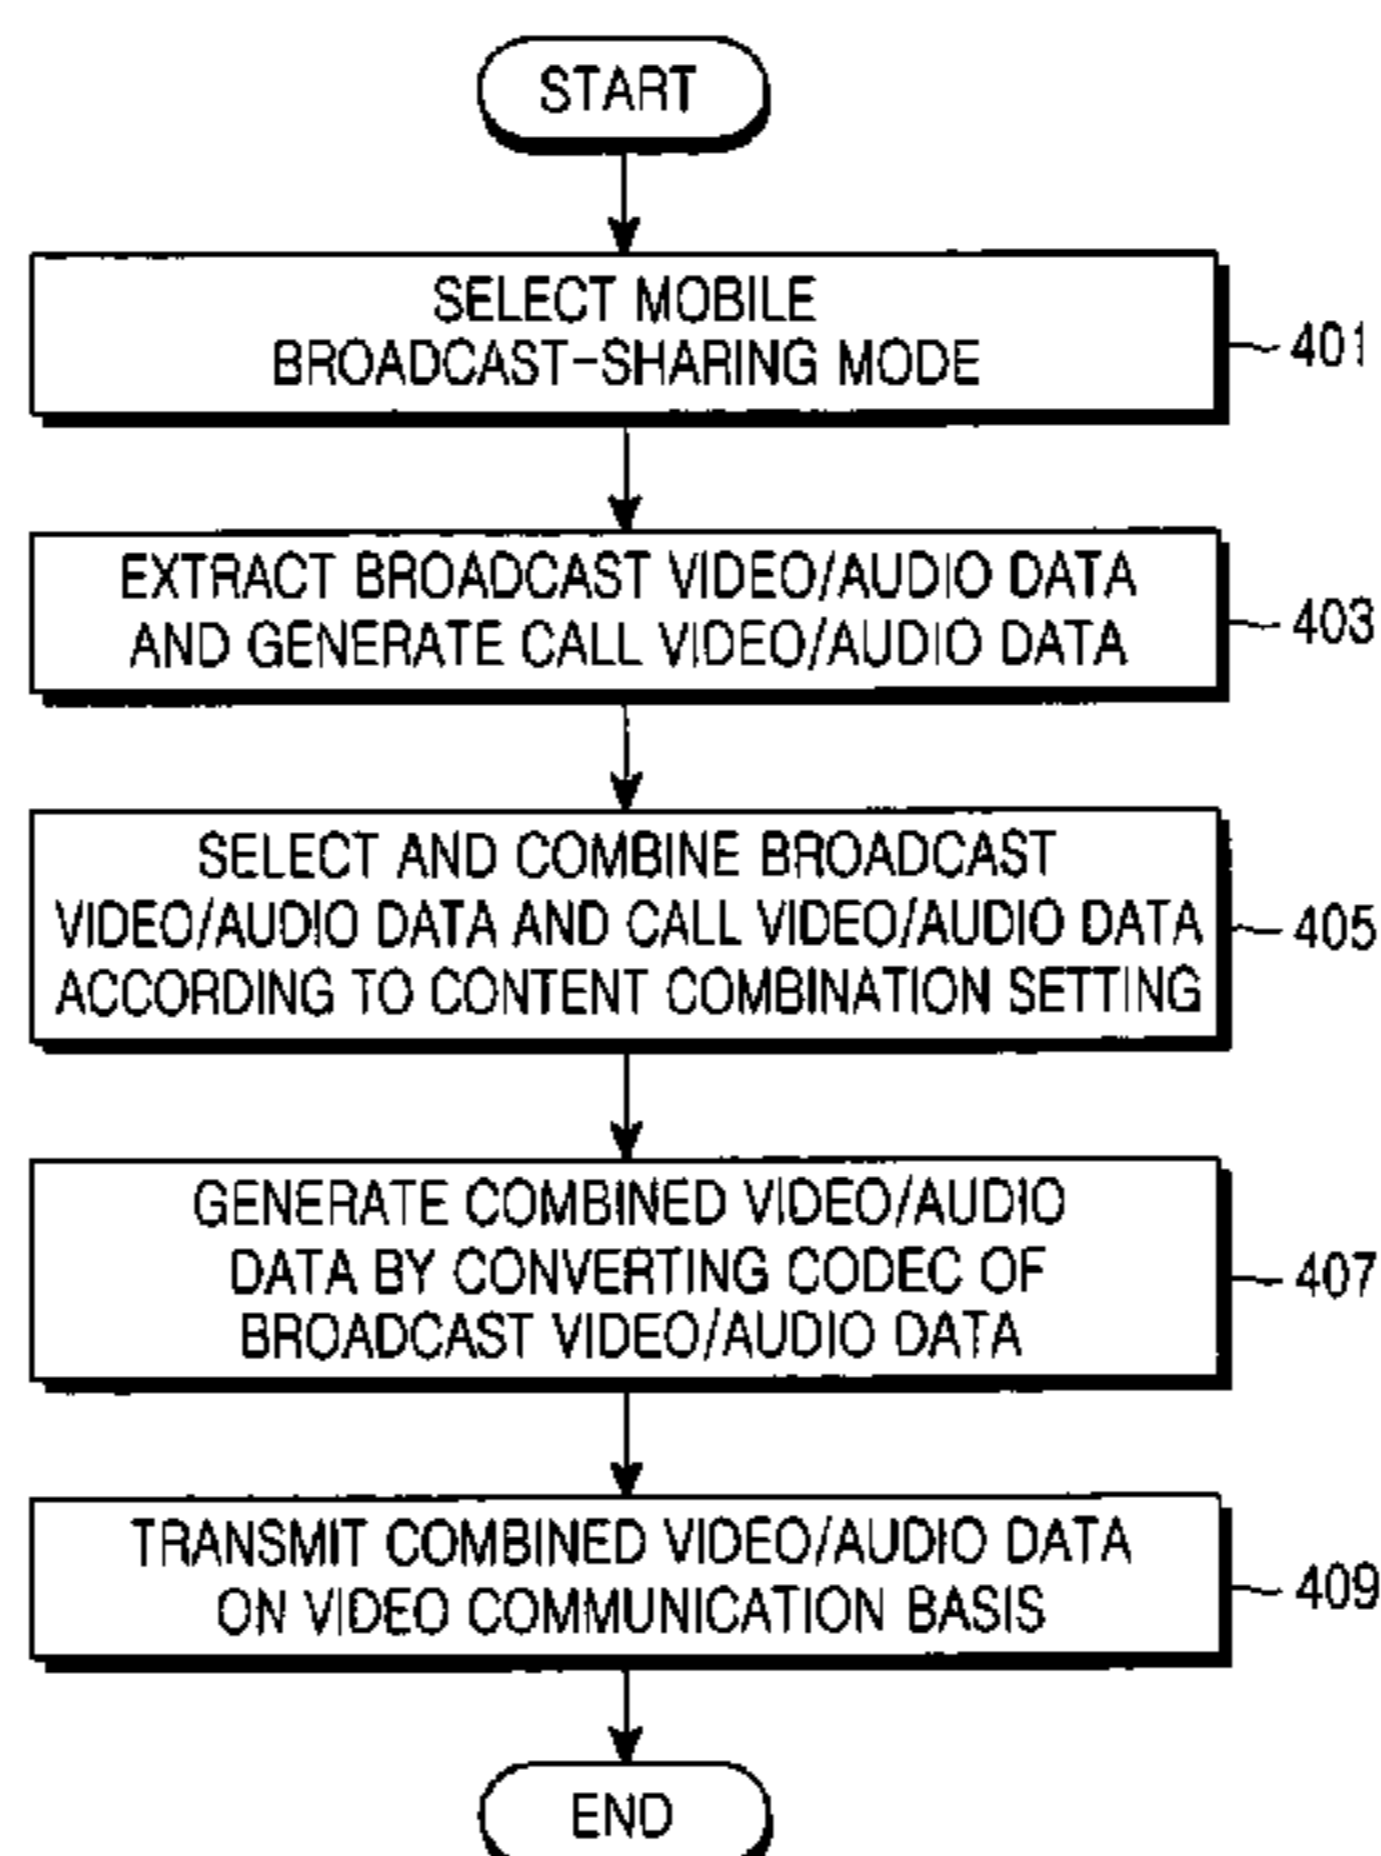 START
SELECT MOBILE
BROADCAST-SHARING MODE
401
EXTRACT BROADCAST VIDEO/AUDIO DATA
AND GENERATE CALL VIDEO/AUDIO DATA
403
SELECT AND COMBINE BROADCAST
VIDEO/AUDIO DATA AND CALL VIDEO/AUDIO DATA
ACCORDING TO CONTENT COMBINATION SETTING
405
GENERATE COMBINED VIDEO/AUDIO
DATA BY CONVERTING CODEC OF
BROADCAST VIDEO/AUDIO DATA
407
TRANSMIT COMBINED VIDEO/AUDIO DATA
ON VIDEO COMMUNICATION BASIS
409
END